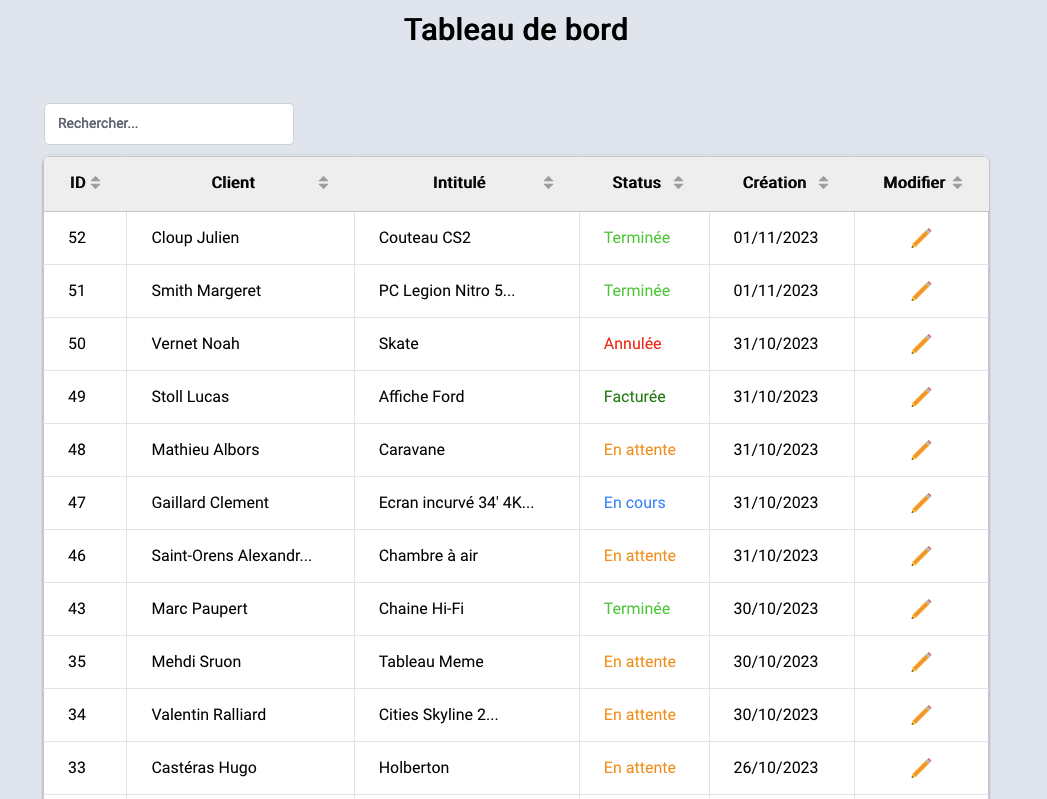 Tableau de bord
Rechercher...
ID Client Intitulé Status Création Modifier
52 Cloup Julien Couteau CS2 Terminée 01/11/2023
51 Smith Margeret PC Legion Nitro 5... Terminée 01/11/2023
50 Vernet Noah Skate Annulée 31/10/2023
49 Stoll Lucas Affiche Ford Facturée 31/10/2023
48 Mathieu Albors Caravane En attente 31/10/2023
47 Gaillard Clement Ecran incurvé 34' 4K... En cours 31/10/2023
46 Saint-Orens Alexandr... Chambre à air En attente 31/10/2023
43 Marc Paupert Chaine Hi-Fi Terminée 30/10/2023
35 Mehdi Sruon Tableau Meme En attente 30/10/2023
34 Valentin Ralliard Cities Skyline 2... En attente 30/10/2023
33 Castéras Hugo Holberton En attente 26/10/2023